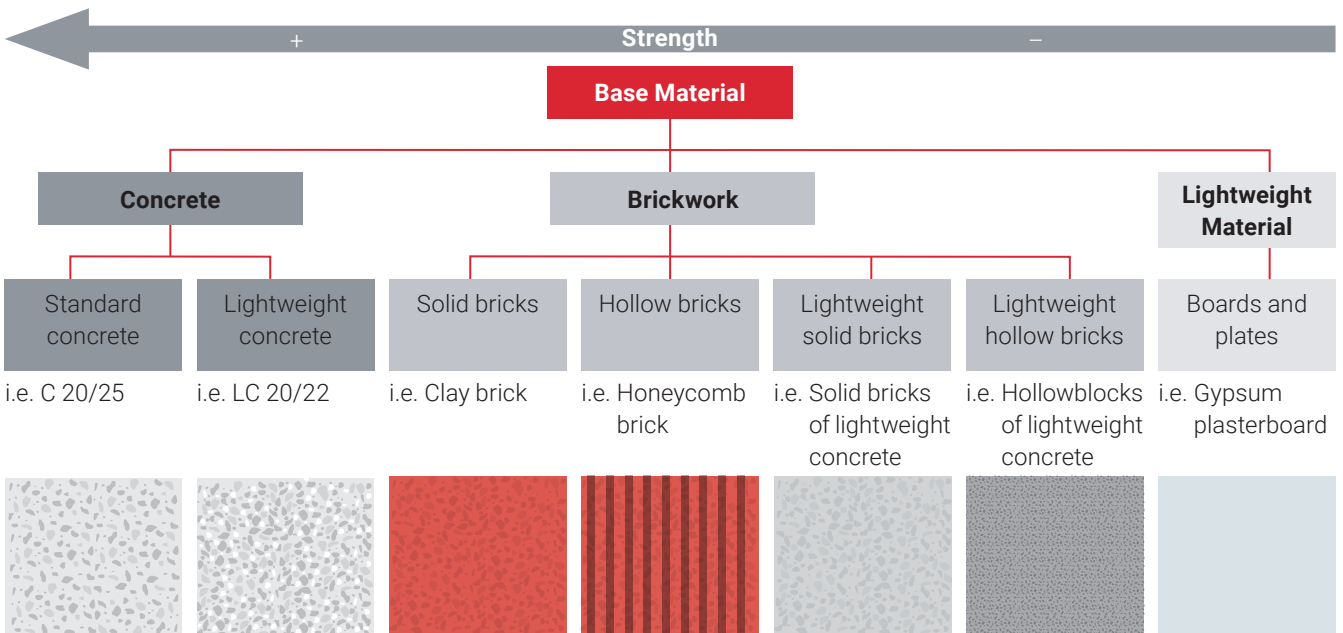 + Strength −
Base Material
Concrete
Brickwork
Lightweight
Material
Standard
concrete
Lightweight
concrete
Solid bricks
Hollow bricks
Lightweight
solid bricks
Lightweight
hollow bricks
Boards and
plates
i.e. C 20/25
i.e. LC 20/22
i.e. Clay brick
i.e. Honeycomb
brick
i.e. Solid bricks
of lightweight
concrete
i.e. Hollowblocks
of lightweight
concrete
i.e. Gypsum
plasterboard